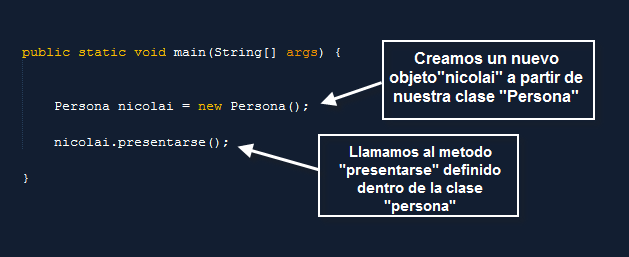 public static void main(String[] args) {
Creamos un nuevo
objeto"nicolai" a partir de
nuestra clase "Persona"
Persona nicolai = new Persona();
nicolai.presentarse();
Llamamos al metodo
"presentarse" definido
dentro de la clase
"persona"
}